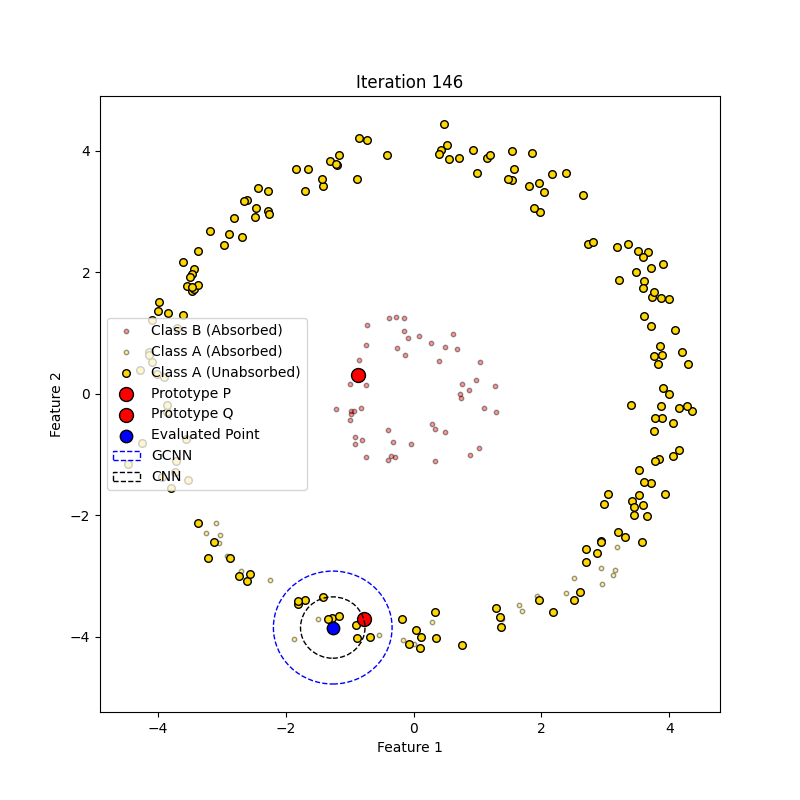 Iteration 146
4
2
0
−2
−4
Feature 2
Class B (Absorbed)
Class A (Absorbed)
Class A (Unabsorbed)
Prototype P
Prototype Q
Evaluated Point
GCNN
CNN
−4
−2
0
2
4
Feature 1